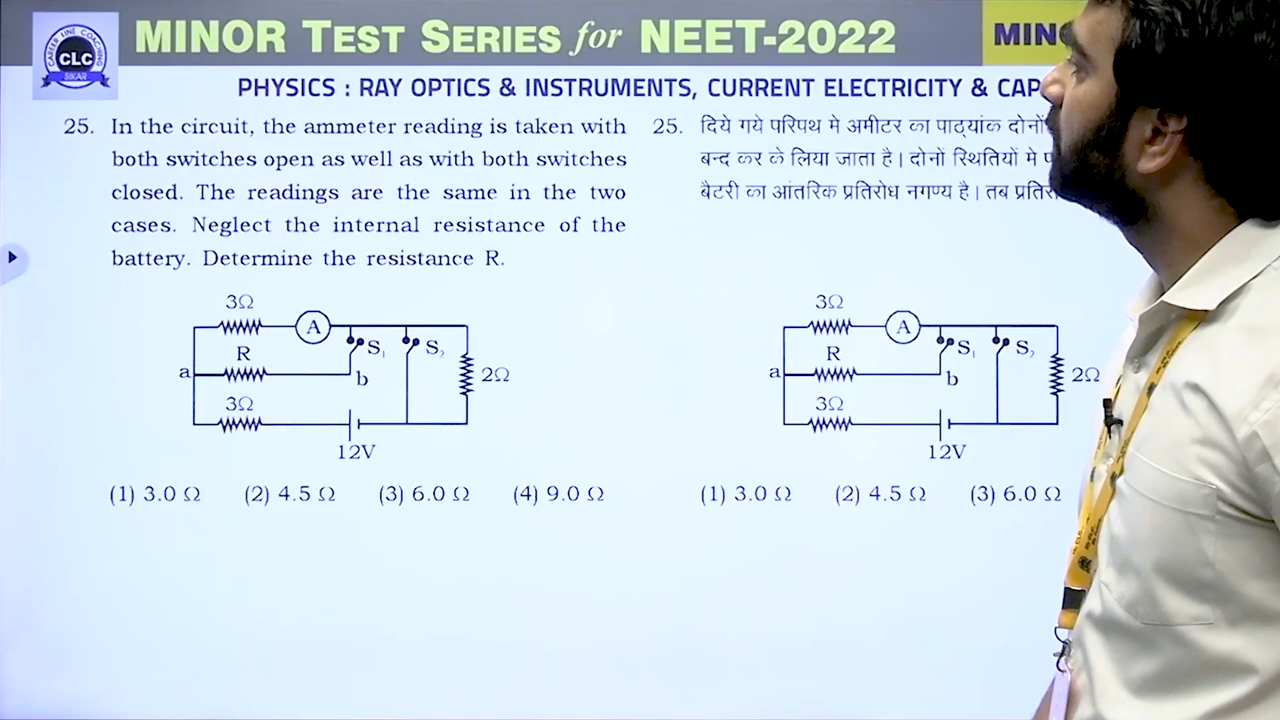 CAREER LINE COACHING
CLC
SIKAR
MINOR TEST SERIES for NEET-2022
PHYSICS : RAY OPTICS & INSTRUMENTS, CURRENT ELECTRICITY &
25. In the circuit, the ammeter reading is taken with
both switches open as well as with both switches
closed. The readings are the same in the two
cases. Neglect the internal resistance of the
battery. Determine the resistance R.
3Ω
A
R
S₁
S₂
a
b
2Ω
3Ω
12V
(1) 3.0 Ω (2) 4.5 Ω (3) 6.0 Ω (4) 9.0 Ω
25. दिये गये परिपथ मे अमीटर का पाठ्यांक दोनों
बन्द कर के लिया जाता है। दोनों स्थितियों मे
बैटरी का आंतरिक प्रतिरोध नगण्य है। तब
3Ω
A
R
S₁
S₂
a
b
2Ω
3Ω
12V
(1) 3.0 Ω (2) 4.5 Ω (3) 6.0 Ω